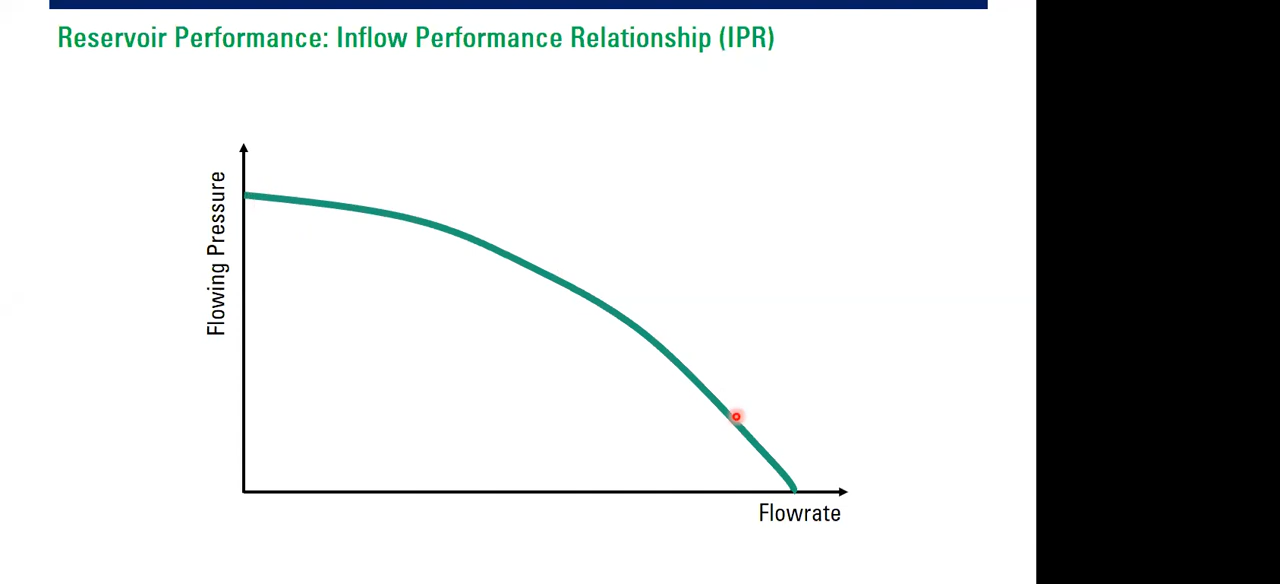 Reservoir Performance: Inflow Performance Relationship (IPR)
Flowing Pressure
Flowrate